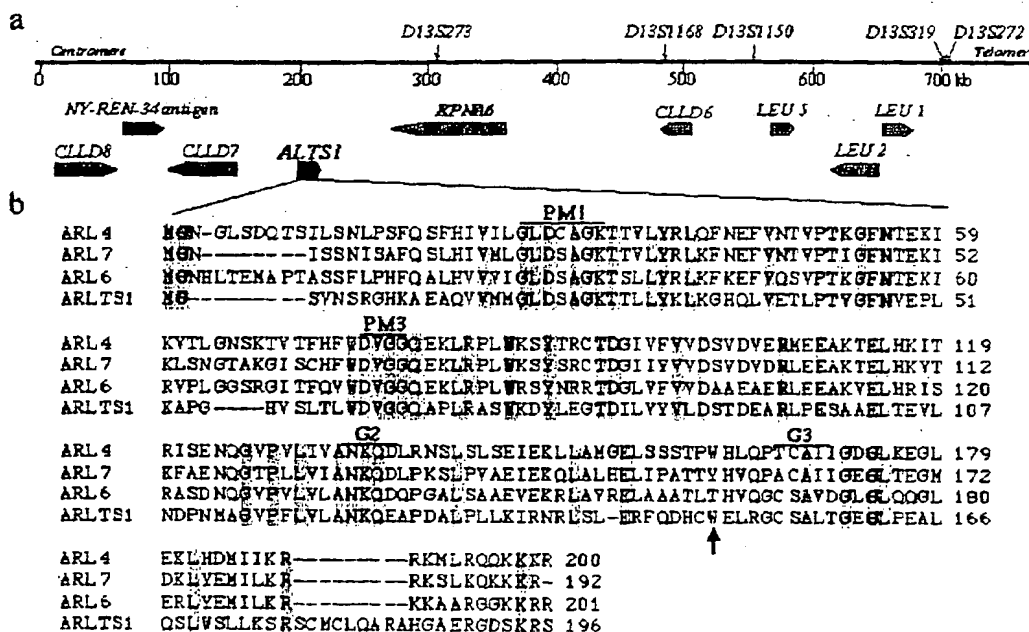 a
D13S273 D13S1168 D13S1150 D13S319 D13S272
Centromere Telomere
0 100 200 300 400 500 600 700 kb
NY-REN-34 antigen KPNA6 CLLD6 LEU 5 LEU 1
CLLD8 CLLD7 ALTS1 LEU 2
b
PM1
ARL4 MGN-GLSDQTSILSNLPSFQSFHIVILGLDCAGKTTVLYRLQFNEFVNTVPTKGFNTEKI 59
ARL7 MGN-------ISSNISAFQSLHIVMLGLDSAGKTTVLYRLKFNEFVNTVPTIGFNTEKI 52
ARL6 MGNHLTEMAPTASSFLPHFQALHVVVIGLDSAGKTSLLYRLKFKEFVQSVPTKGFNTEKI 60
ARLTS1 MG---------SVNSRGHKAEAQVVMMGLDSAGKTTLLYKLKGHQLVETLPTVGFNVEPL 51
PM3
ARL4 KVTLGNSKTVTFHFWDVGGQEKLRPLWKSYTRCTDGIVFVVDSVDVERMEEAKTELHKIT 119
ARL7 KLSNGTAKGISCHFWDVGGQEKLRPLWKSYSRCTDGIIYVVDSVDVDRLEEAKTELHKVT 112
ARL6 RVPLGGSRGITFQVWDVGGQEKLRPLWRSYNRRTDGLVFVVDAAEAERLEEAKVELHRIS 120
ARLTS1 KAPG-----HVSLTLWDVGGQAPLRASWKDYLEGTDILVYVLDSTDEARLPESAAELTEVL 107
G2 G3
ARL4 RISENQGVPVLIVANKQDLRNSLSLSEIEKLLAMGELSSSTPWHLQPTCAIIGDGLKEGL 179
ARL7 KFAENQGTPLLVIANKQDLPKSLPVAEIEKQLALHELIPATTYHVQPACAIIGEGLTEGM 172
ARL6 RASDNQGVPVLVLANKQDQPGALSAAEVEKRLAVRELAAATLTHVQGCSAVDGLGLQQGL 180
ARLTS1 NDPNMAGVPFLVLANKQEAPDALPLLKIRNRLSL-ERFQDHCWELRGCSALTGEGLPEAL 166
ARL4 EKLHDMIIKR---------RKMLRQQKKKR 200
ARL7 DKLYEMILKR---------RKSLKQKKKR- 192
ARL6 ERLYEMILKR---------KKAARGGKKRR 201
ARLTS1 QSLWSLLKSRSCMCLQARAHGAERGDSKRS 196